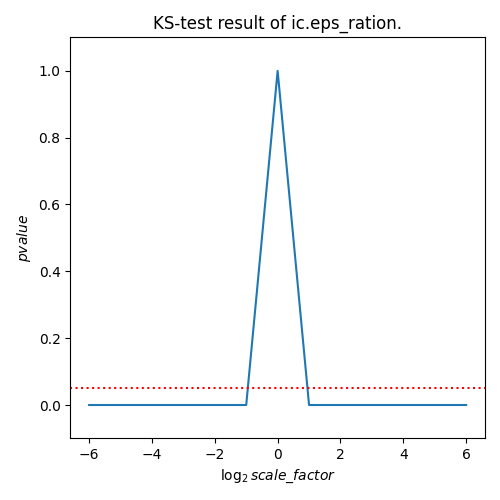 KS-test result of ic.eps_ration.
1.0
0.8
0.6
0.4
0.2
0.0
pvalue
−6 −4 −2 0 2 4 6
log₂ scale_factor